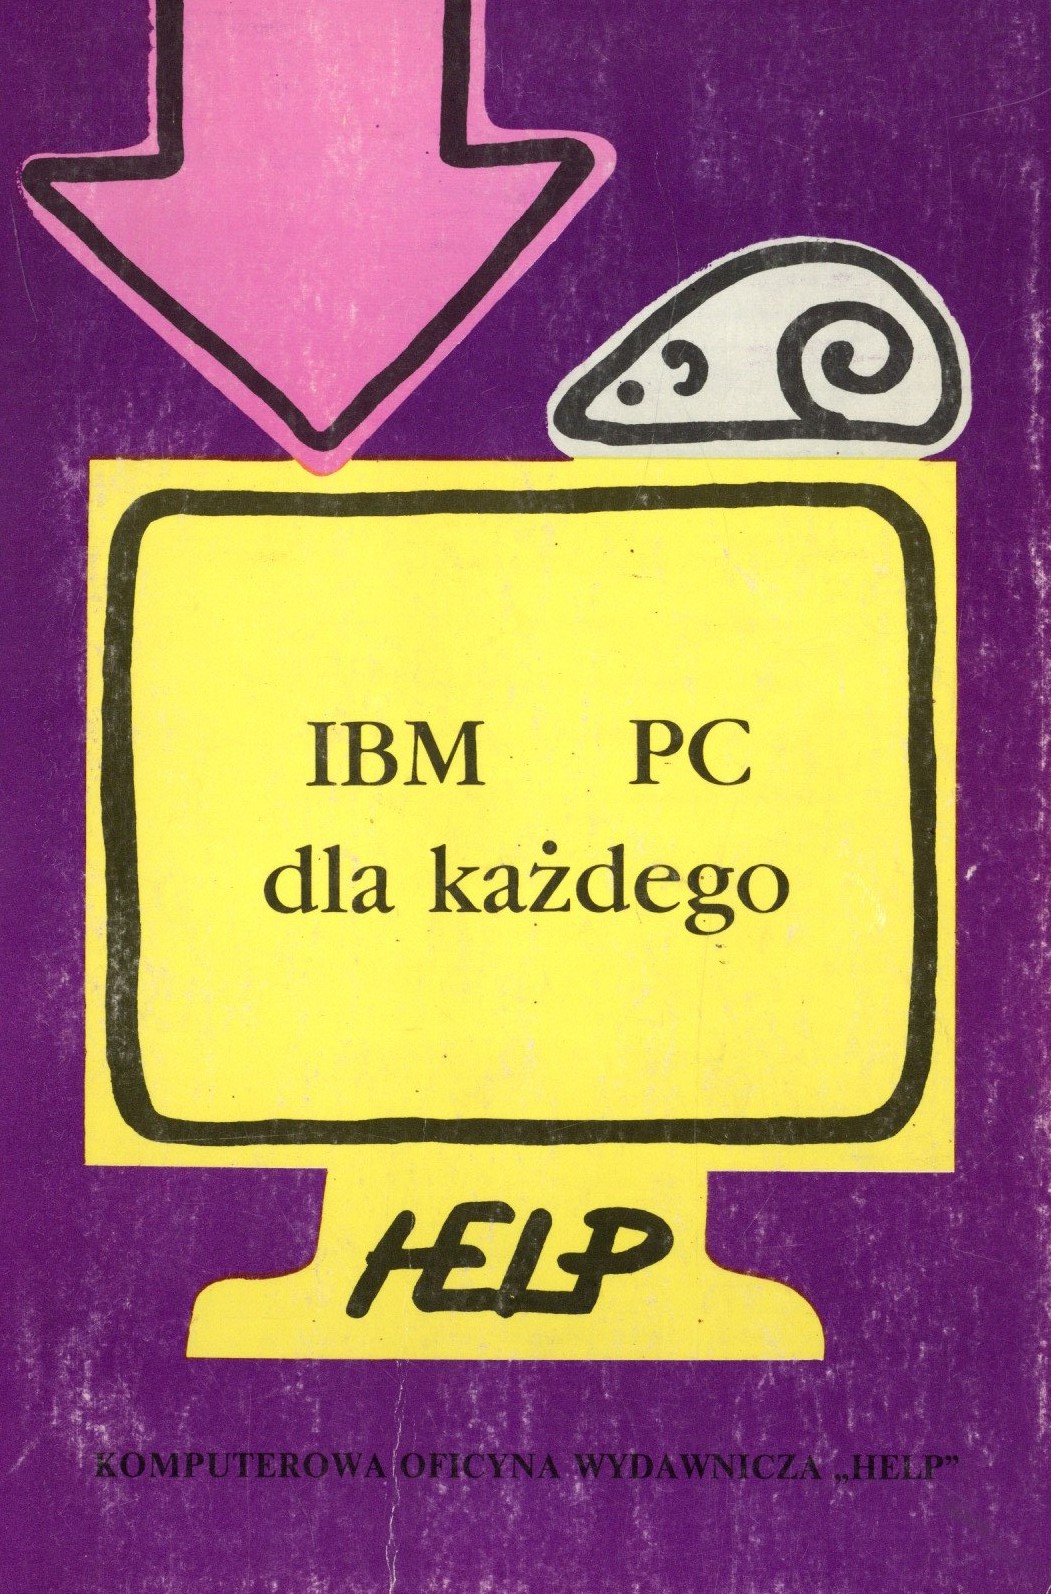 IBM PC
dla każdego
HELP
KOMPUTEROWA OFICYNA WYDAWNICZA „HELP”